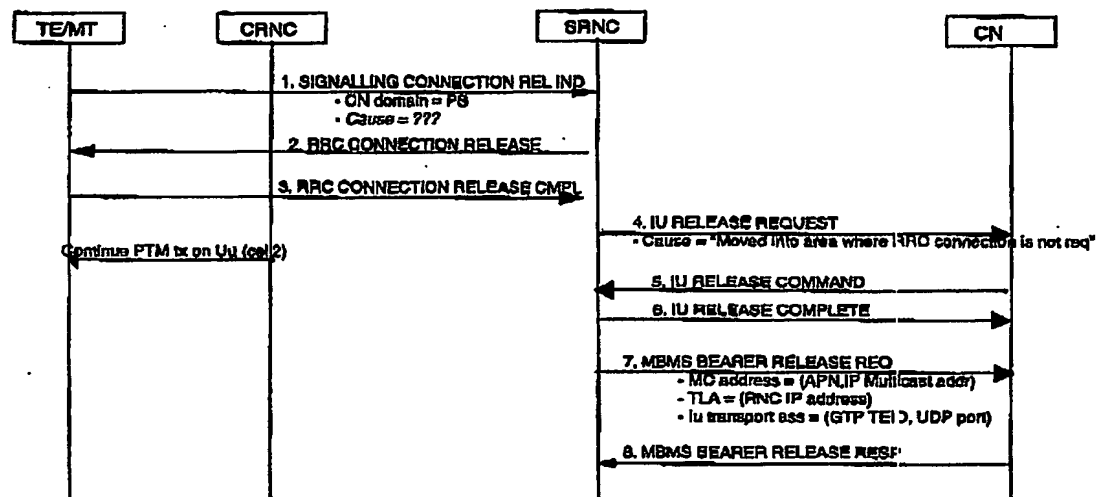 TE/MT
CRNC
SRNC
CN
1. SIGNALLING CONNECTION REL IND
- CN domain = PS
- Cause = ???
2. RRC CONNECTION RELEASE
3. RRC CONNECTION RELEASE CMPL
4. IU RELEASE REQUEST
- Cause = "Moved into area where RRC connection is not req"
Continue PTM tx on Uu (cell 2)
5. IU RELEASE COMMAND
6. IU RELEASE COMPLETE
7. MBMS BEARER RELEASE REQ
- MC address = (APN,IP Multicast addr)
- TLA = (RNC IP address)
- Iu transport ass = (GTP TEID, UDP port)
8. MBMS BEARER RELEASE RESP